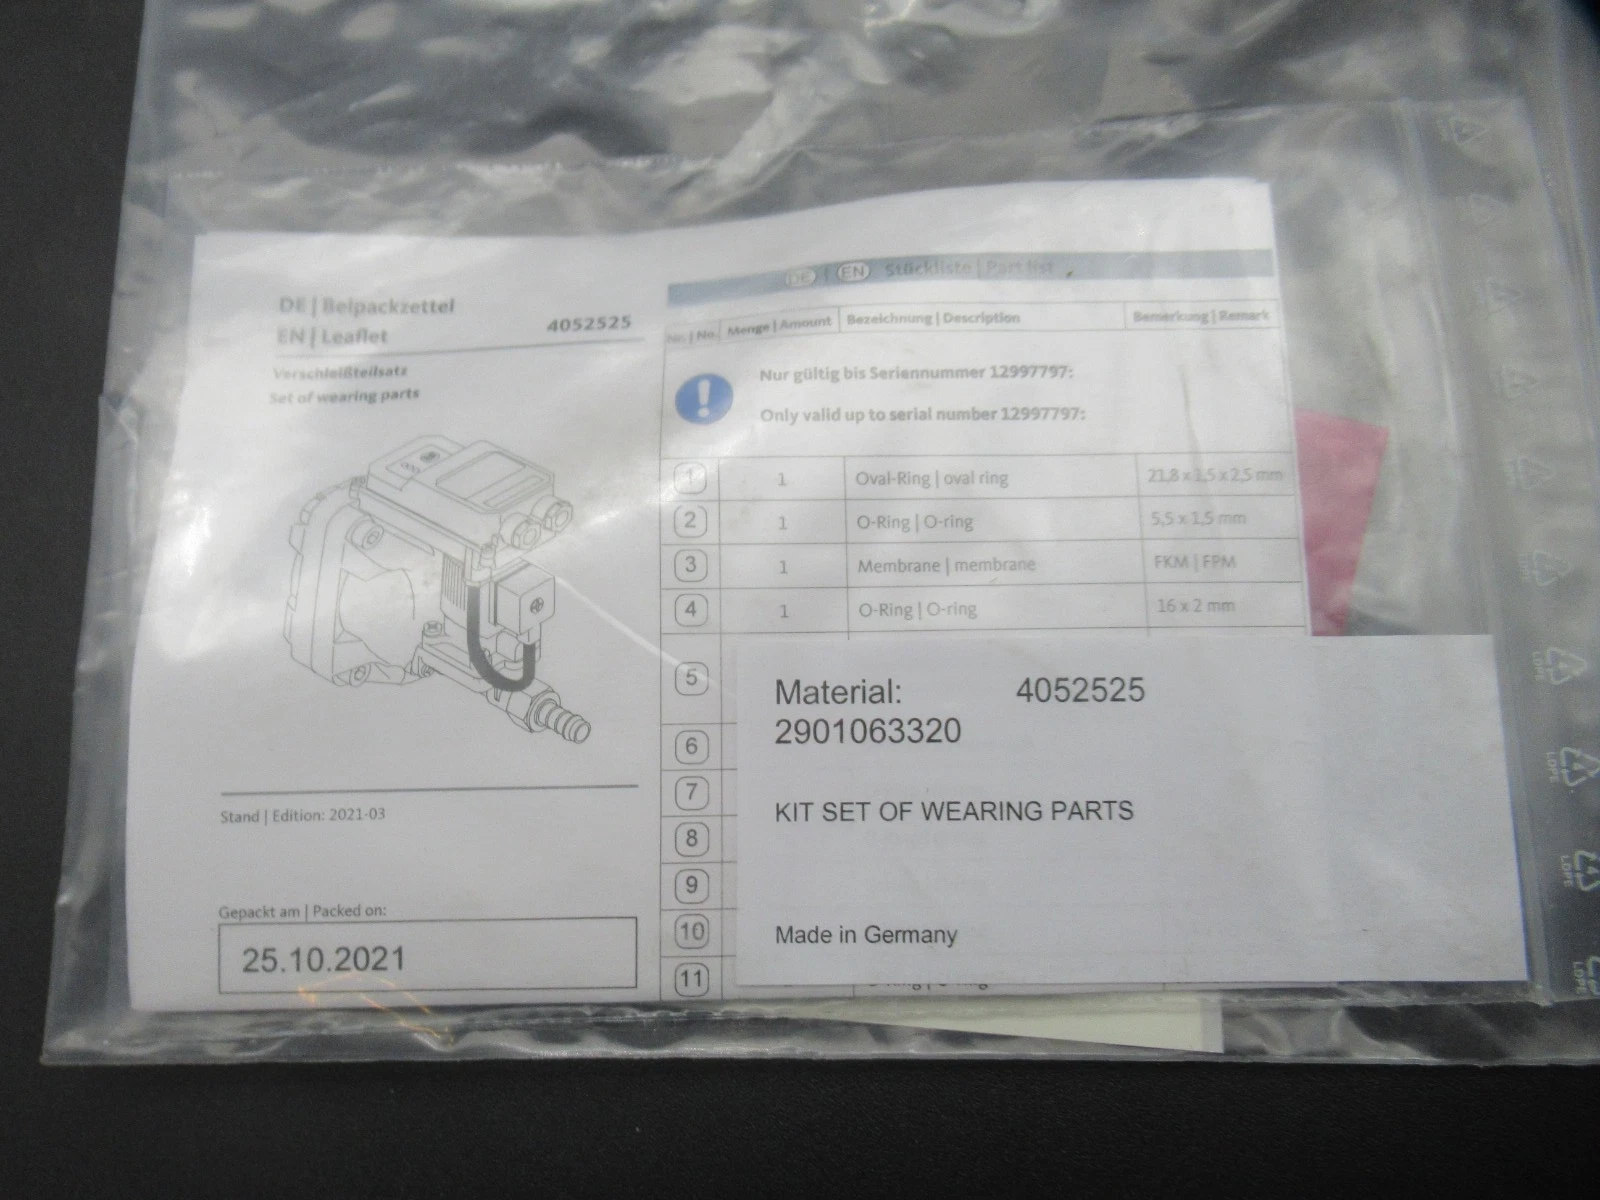 DE | Beipackzettel
EN | Leaflet
4052525
Verschleißteilsatz
Set of wearing parts
Stand | Edition: 2021-03
Gepackt am | Packed on:
25.10.2021
DE | EN Stückliste | Part list
Nr. | No. Menge | Amount Bezeichnung | Description Bemerkung | Remark
Nur gültig bis Seriennummer 12997797:
Only valid up to serial number 12997797:
1 1 Oval-Ring | oval ring 21,8 x 1,5 x 2,5 mm
2 1 O-Ring | O-ring 5,5 x 1,5 mm
3 1 Membrane | membrane FKM | FPM
4 1 O-Ring | O-ring 16 x 2 mm
5
6
7
8
9
10
11
Material: 4052525
2901063320
KIT SET OF WEARING PARTS
Made in Germany
LDPE
LDPE
LDPE
LDPE